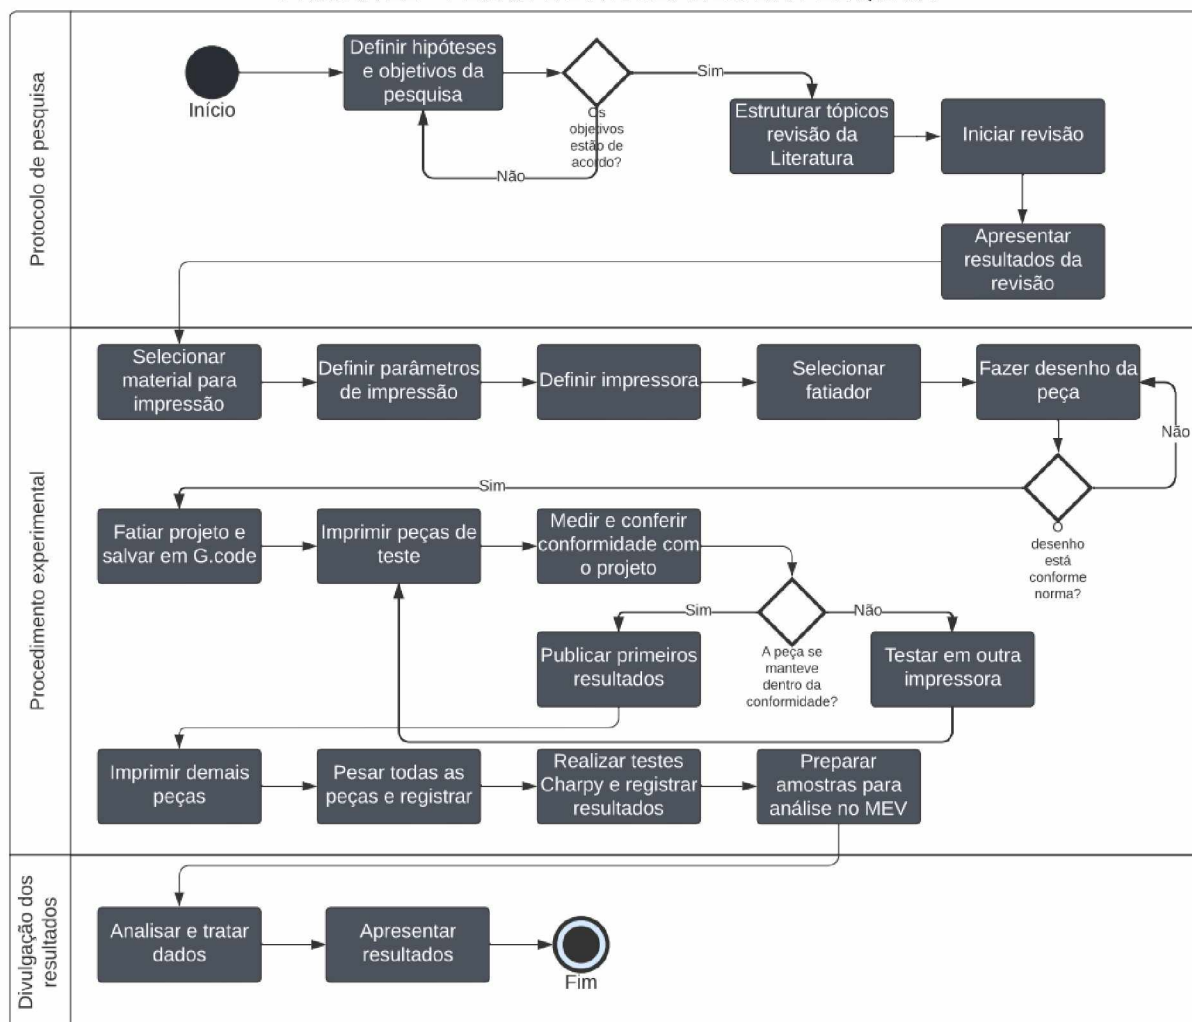 Protocolo de pesquisa
Início
Definir hipóteses
e objetivos da
pesquisa
Os
objetivos
estão de
acordo?
Sim
Não
Estruturar tópicos
revisão da
Literatura
Iniciar revisão
Apresentar
resultados da
revisão
Procedimento experimental
Selecionar
material para
impressão
Definir parâmetros
de impressão
Definir impressora
Selecionar
fatiador
Fazer desenho da
peça
Não
Sim
O
desenho
está
conforme
norma?
Fatiar projeto e
salvar em G.code
Imprimir peças de
teste
Medir e conferir
conformidade com
o projeto
Sim
Não
A peça se
manteve
dentro da
conformidade?
Publicar primeiros
resultados
Testar em outra
impressora
Imprimir demais
peças
Pesar todas as
peças e registrar
Realizar testes
Charpy e registrar
resultados
Preparar
amostras para
análise no MEV
Divulgação dos
resultados
Analisar e tratar
dados
Apresentar
resultados
Fim